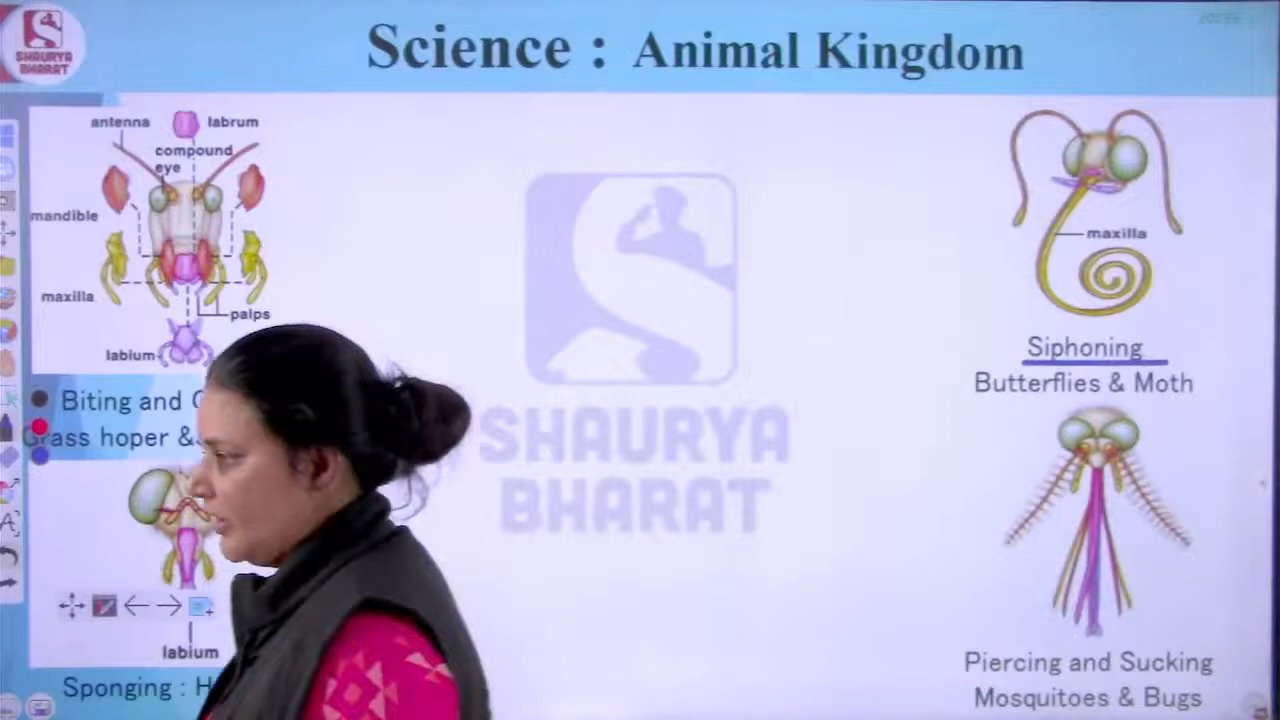 SHAURYA
BHARAT
Science : Animal Kingdom
antenna
labrum
compound
eye
mandible
maxilla
palps
labium
Biting and
Grass hoper &
labium
Sponging : H
maxilla
Siphoning
Butterflies & Moth
Piercing and Sucking
Mosquitoes & Bugs
SHAURYA
BHARAT